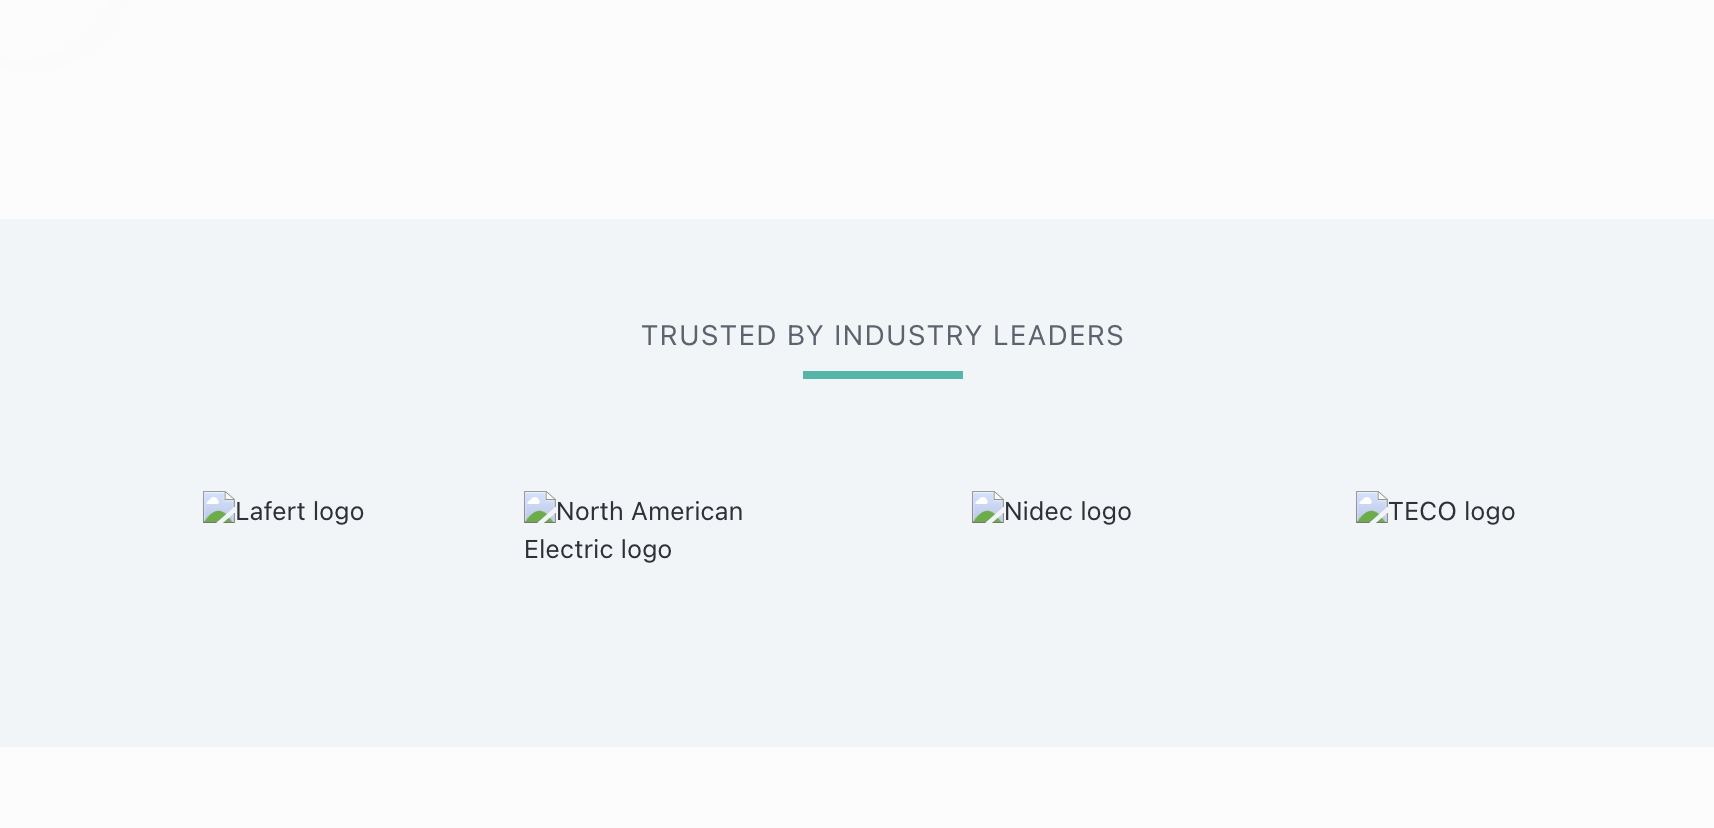 TRUSTED BY INDUSTRY LEADERS
Lafert logo
North American
Electric logo
Nidec logo
TECO logo